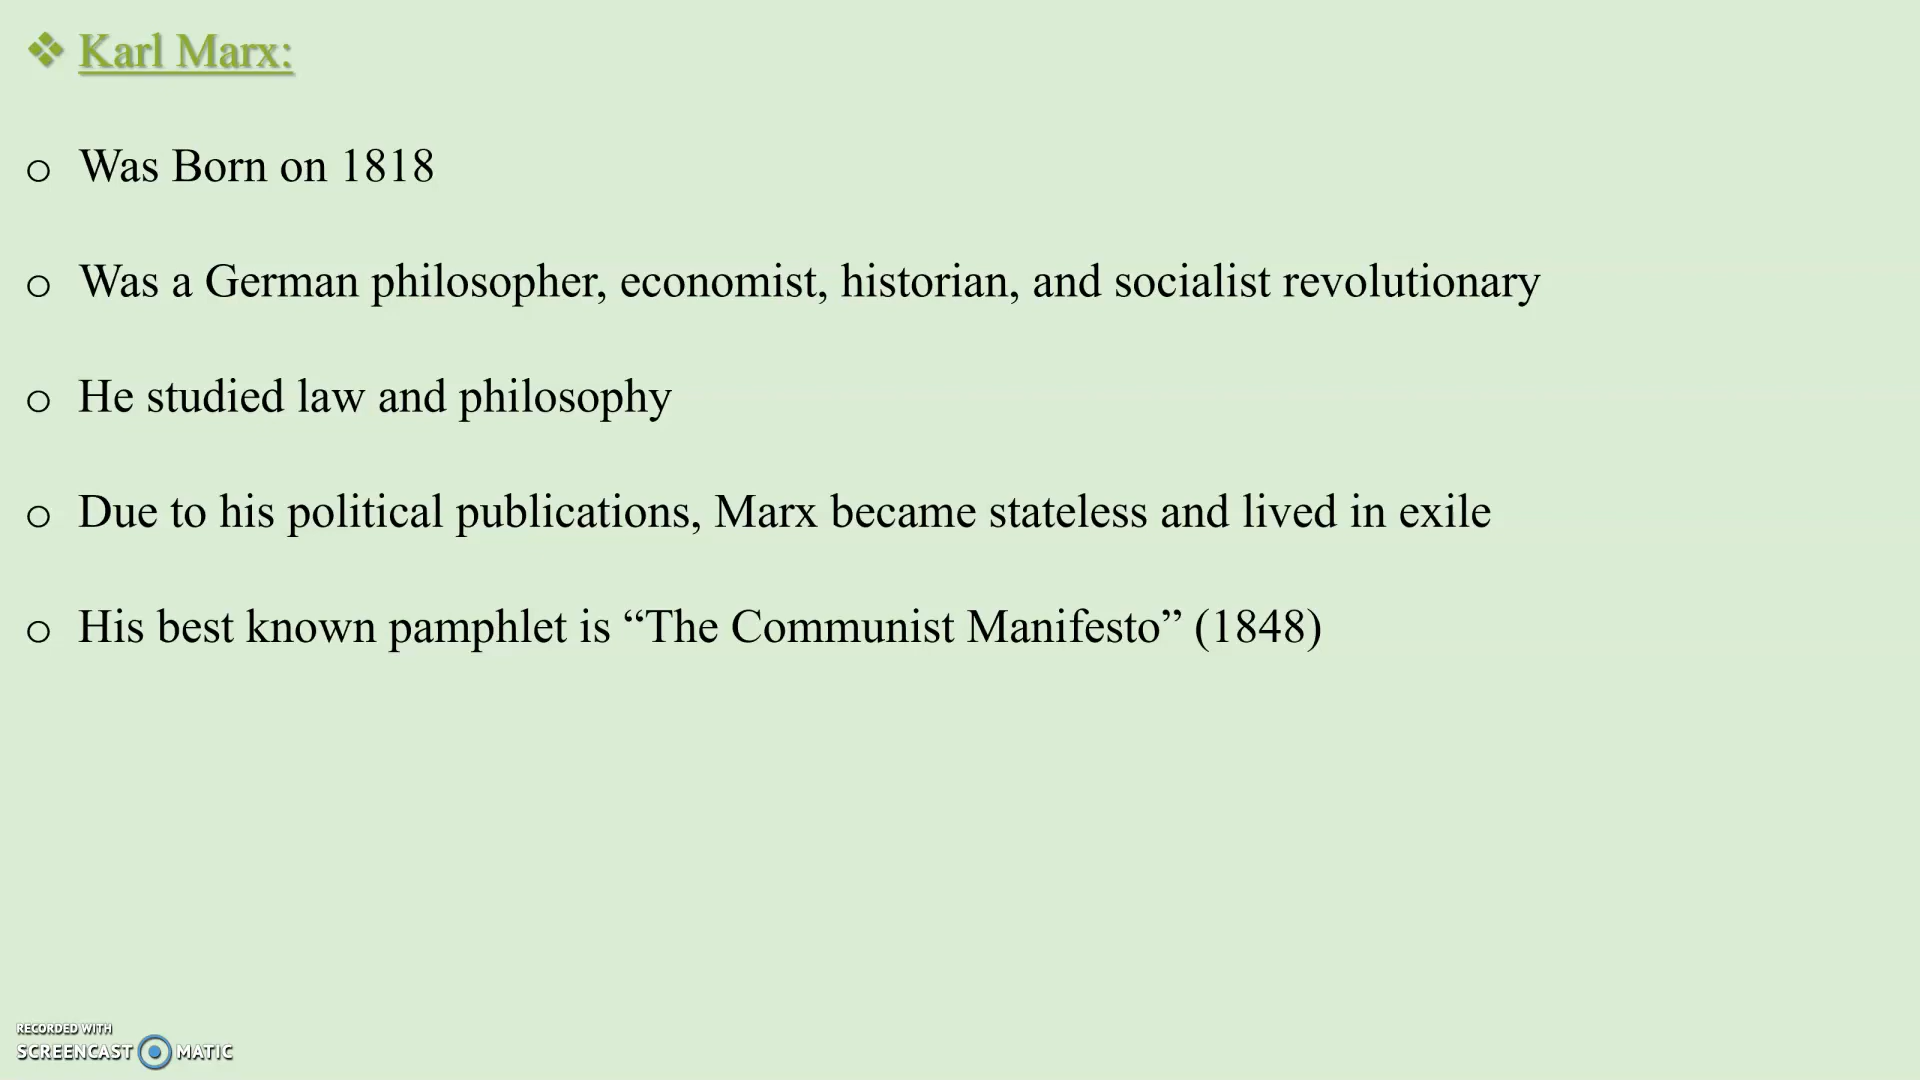 ❖ Karl Marx:
o Was Born on 1818
o Was a German philosopher, economist, historian, and socialist revolutionary
o He studied law and philosophy
o Due to his political publications, Marx became stateless and lived in exile
o His best known pamphlet is “The Communist Manifesto” (1848)
RECORDED WITH
SCREENCAST MATIC